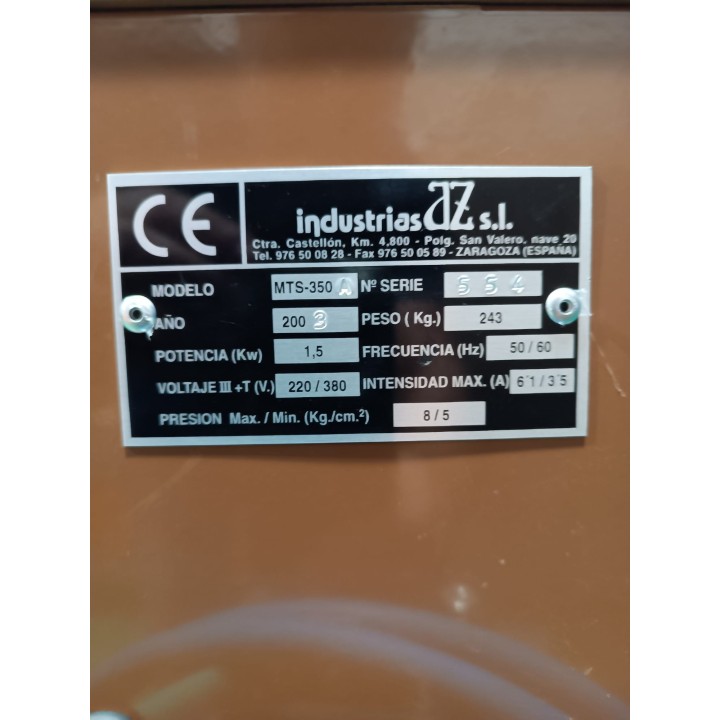 CE
industrias aZ s.l.
Ctra. Castellón, Km. 4,800 - Polg. San Valero, nave 20
Tel. 976 50 08 28 - Fax 976 50 05 89 - ZARAGOZA (ESPAÑA)
MODELO MTS-350 A Nº SERIE 554
AÑO 2003 PESO ( Kg.) 243
POTENCIA (Kw) 1,5 FRECUENCIA (Hz) 50 / 60
VOLTAJE III +T (V.) 220 / 380 INTENSIDAD MAX. (A) 6'1 / 3'5
PRESION Max. / Min. (Kg./cm.²) 8 / 5